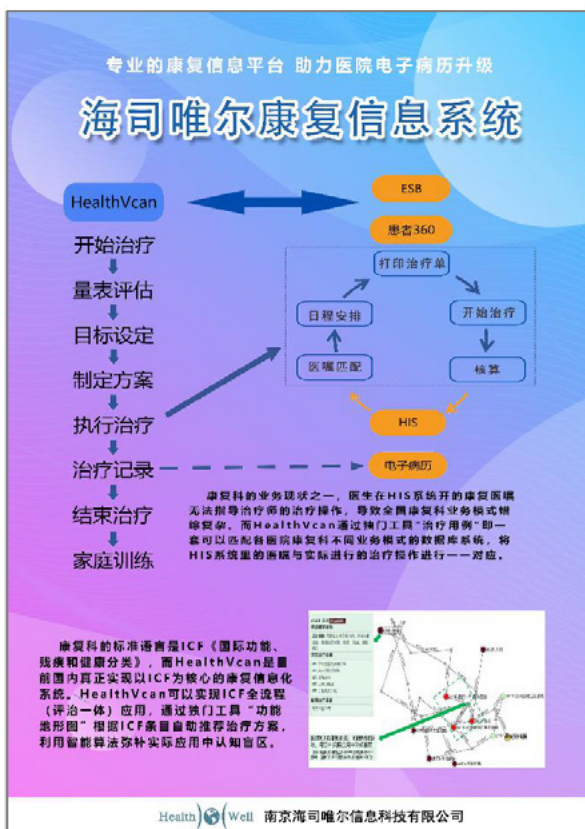 专业的康复信息平台 助力医院电子病历升级
海司唯尔康复信息系统
HealthVcan
ESB
患者360
开始治疗
量表评估
目标设定
制定方案
执行治疗
治疗记录
结束治疗
家庭训练
打印治疗单
日程安排
开始治疗
医嘱匹配
核算
HIS
电子病历
康复科的业务现状之一，医生在HIS系统开的康复医嘱
无法指导治疗师的治疗操作，导致全国康复科业务模式错
综复杂。而HealthVcan通过独门工具“治疗用例”即一
套可以匹配各医院康复科不同业务模式的数据库系统，将
HIS系统里的医嘱与实际进行的治疗操作进行一一对应。
康复科的标准语言是ICF《国际功能、
残疾和健康分类》，而HealthVcan是目
前国内真正实现以ICF为核心的康复信息化
系统。HealthVcan可以实现ICF全流程
（评治一体）应用，通过独门工具“功能
地形图”根据ICF条目自动推荐治疗方案，
利用智能算法弥补实际应用中认知盲区。
Health Well 南京海司唯尔信息科技有限公司